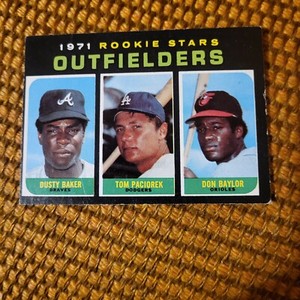 1971 ROOKIE STARS
OUTFIELDERS
DUSTY BAKER
BRAVES
TOM PACIOREK
DODGERS
DON BAYLOR
ORIOLES